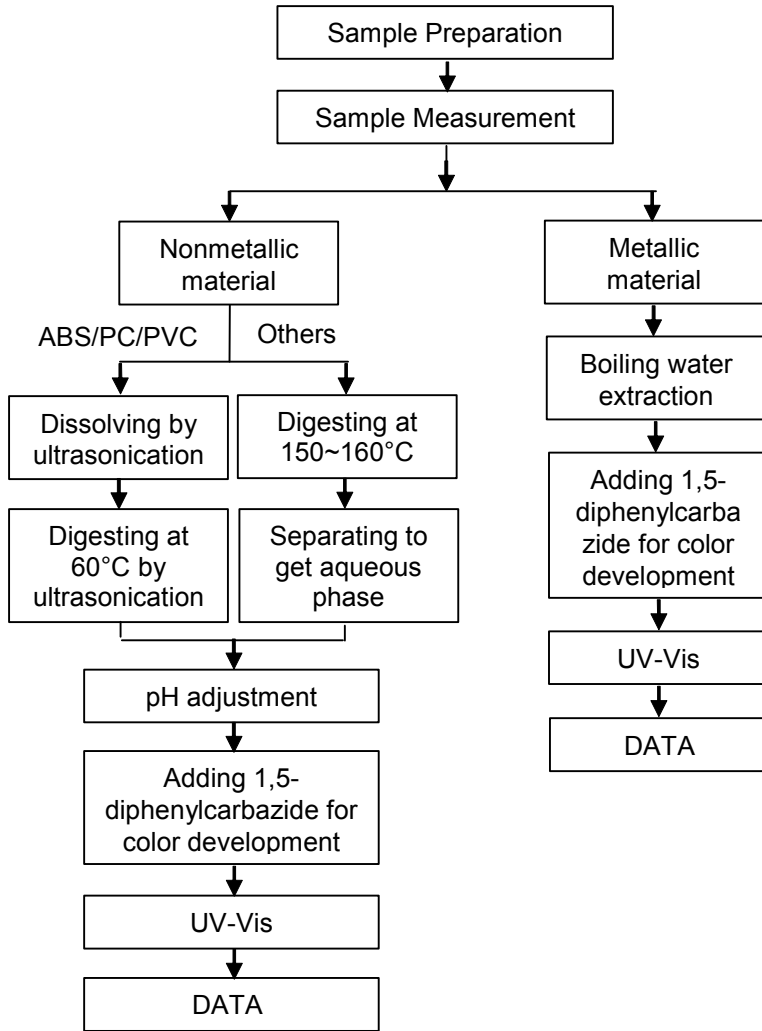 Sample Preparation
Sample Measurement
Nonmetallic
material
Metallic
material
ABS/PC/PVC
Others
Boiling water
extraction
Dissolving by
ultrasonication
Digesting at
150~160°C
Adding 1,5-
diphenylcarba
zide for color
development
Digesting at
60°C by
ultrasonication
Separating to
get aqueous
phase
UV-Vis
pH adjustment
DATA
Adding 1,5-
diphenylcarbazide for
color development
UV-Vis
DATA